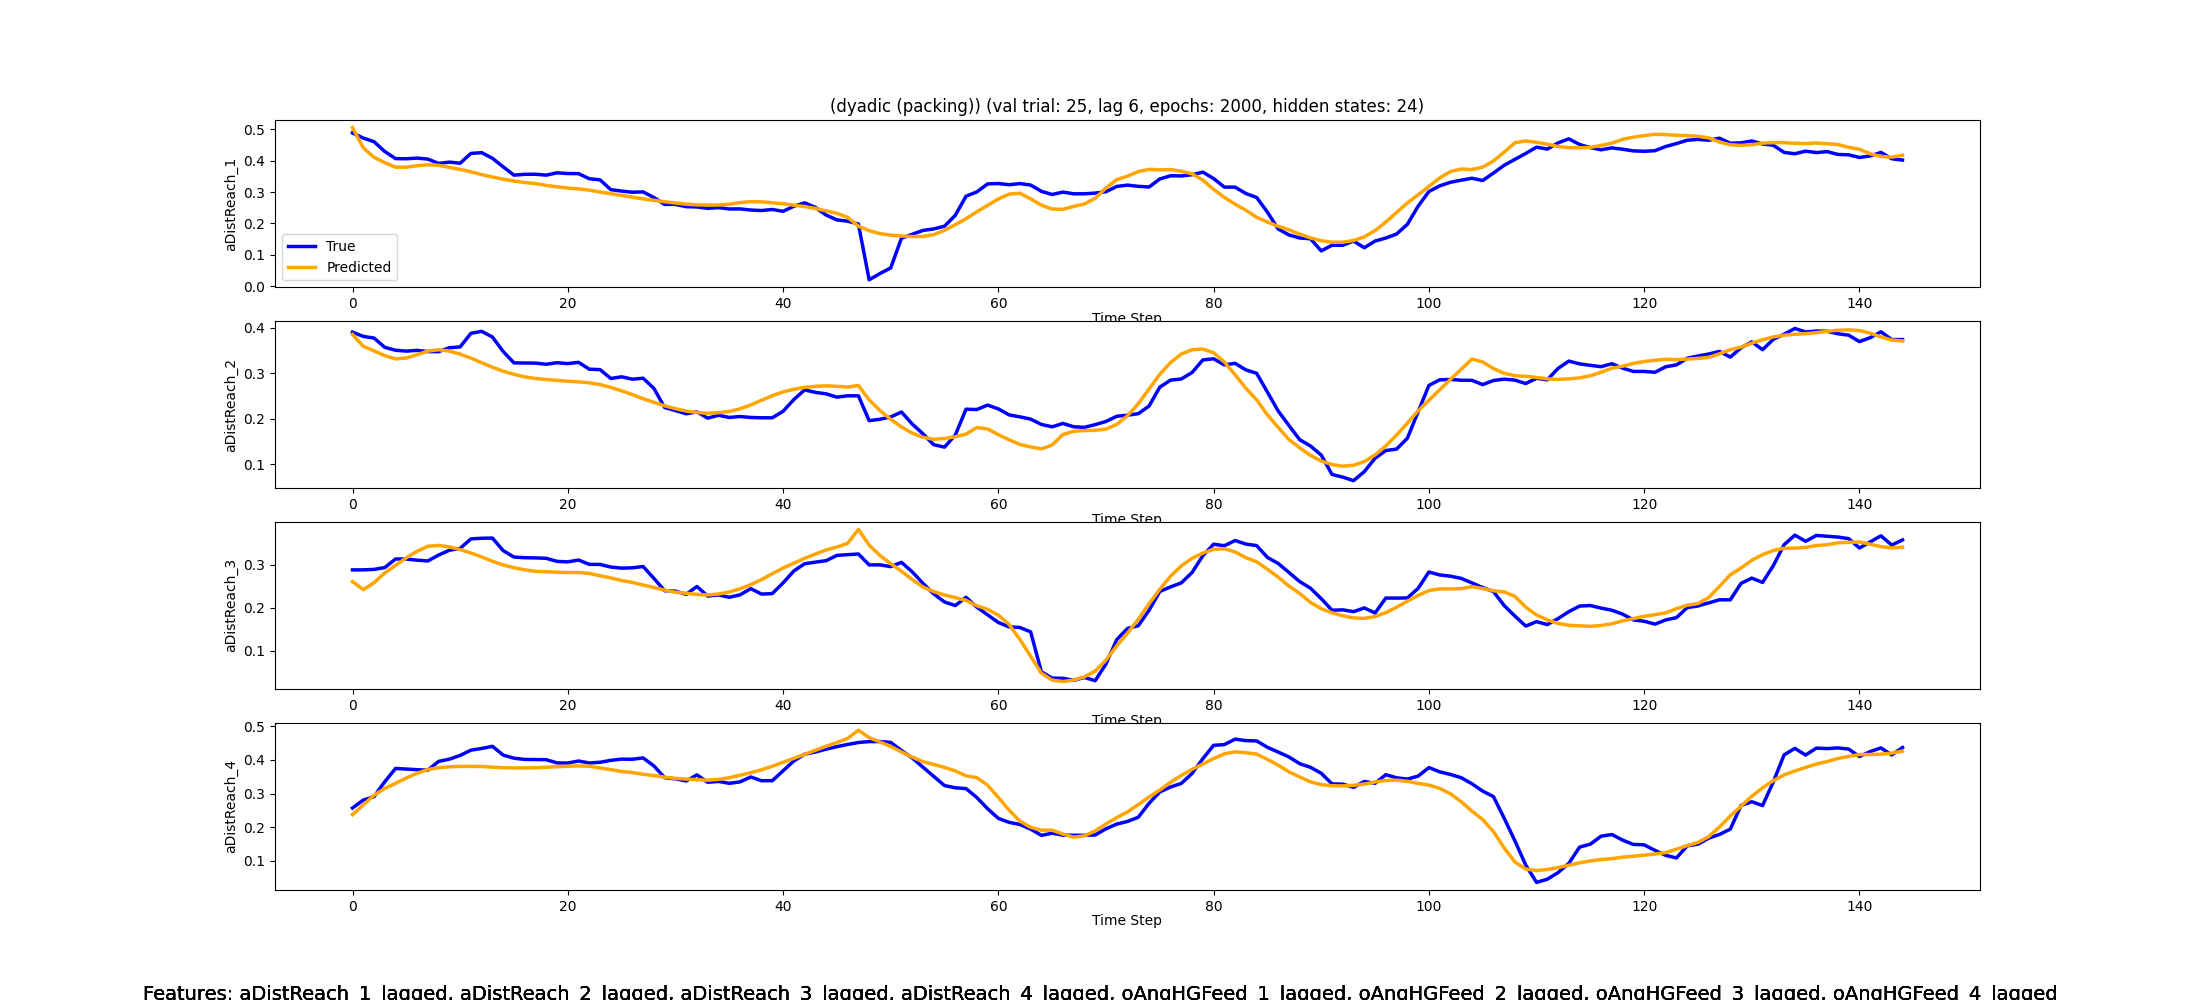 (dyadic (packing)) (val trial: 25, lag 6, epochs: 2000, hidden states: 24)
aDistReach_1
0.5
0.4
0.3
0.2
0.1
0.0
True
Predicted
0 20 40 60 80 100 120 140
Time Step
aDistReach_2
0.4
0.3
0.2
0.1
0 20 40 60 80 100 120 140
Time Step
aDistReach_3
0.3
0.2
0.1
0 20 40 60 80 100 120 140
Time Step
aDistReach_4
0.5
0.4
0.3
0.2
0.1
0 20 40 60 80 100 120 140
Time Step
Features: aDistReach_1_lagged, aDistReach_2_lagged, aDistReach_3_lagged, aDistReach_4_lagged, oAngHGFeed_1_lagged, oAngHGFeed_2_lagged, oAngHGFeed_3_lagged, oAngHGFeed_4_lagged